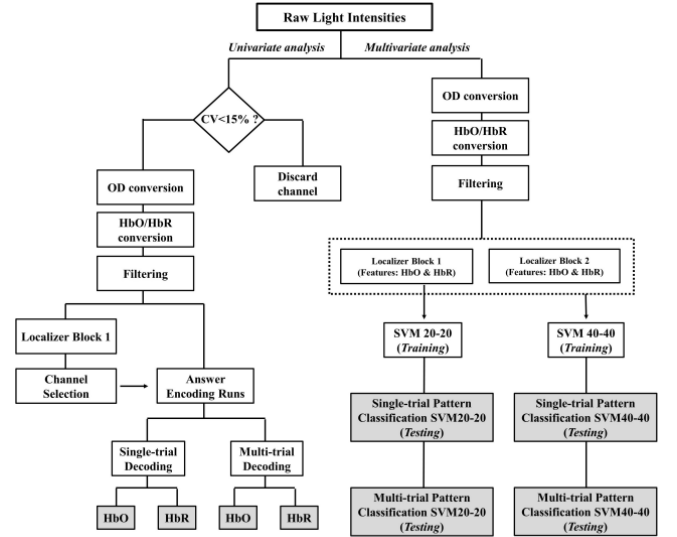 Raw Light Intensities
Univariate analysis
Multivariate analysis
CV<15% ?
OD conversion
HbO/HbR
conversion
Filtering
Discard
channel
OD conversion
HbO/HbR
conversion
Filtering
Localizer Block 1
Channel
Selection
Answer
Encoding Runs
Single-trial
Decoding
Multi-trial
Decoding
HbO
HbR
HbO
HbR
Localizer Block 1
(Features: HbO & HbR)
Localizer Block 2
(Features: HbO & HbR)
SVM 20-20
(Training)
SVM 40-40
(Training)
Single-trial Pattern
Classification SVM20-20
(Testing)
Single-trial Pattern
Classification SVM40-40
(Testing)
Multi-trial Pattern
Classification SVM20-20
(Testing)
Multi-trial Pattern
Classification SVM40-40
(Testing)